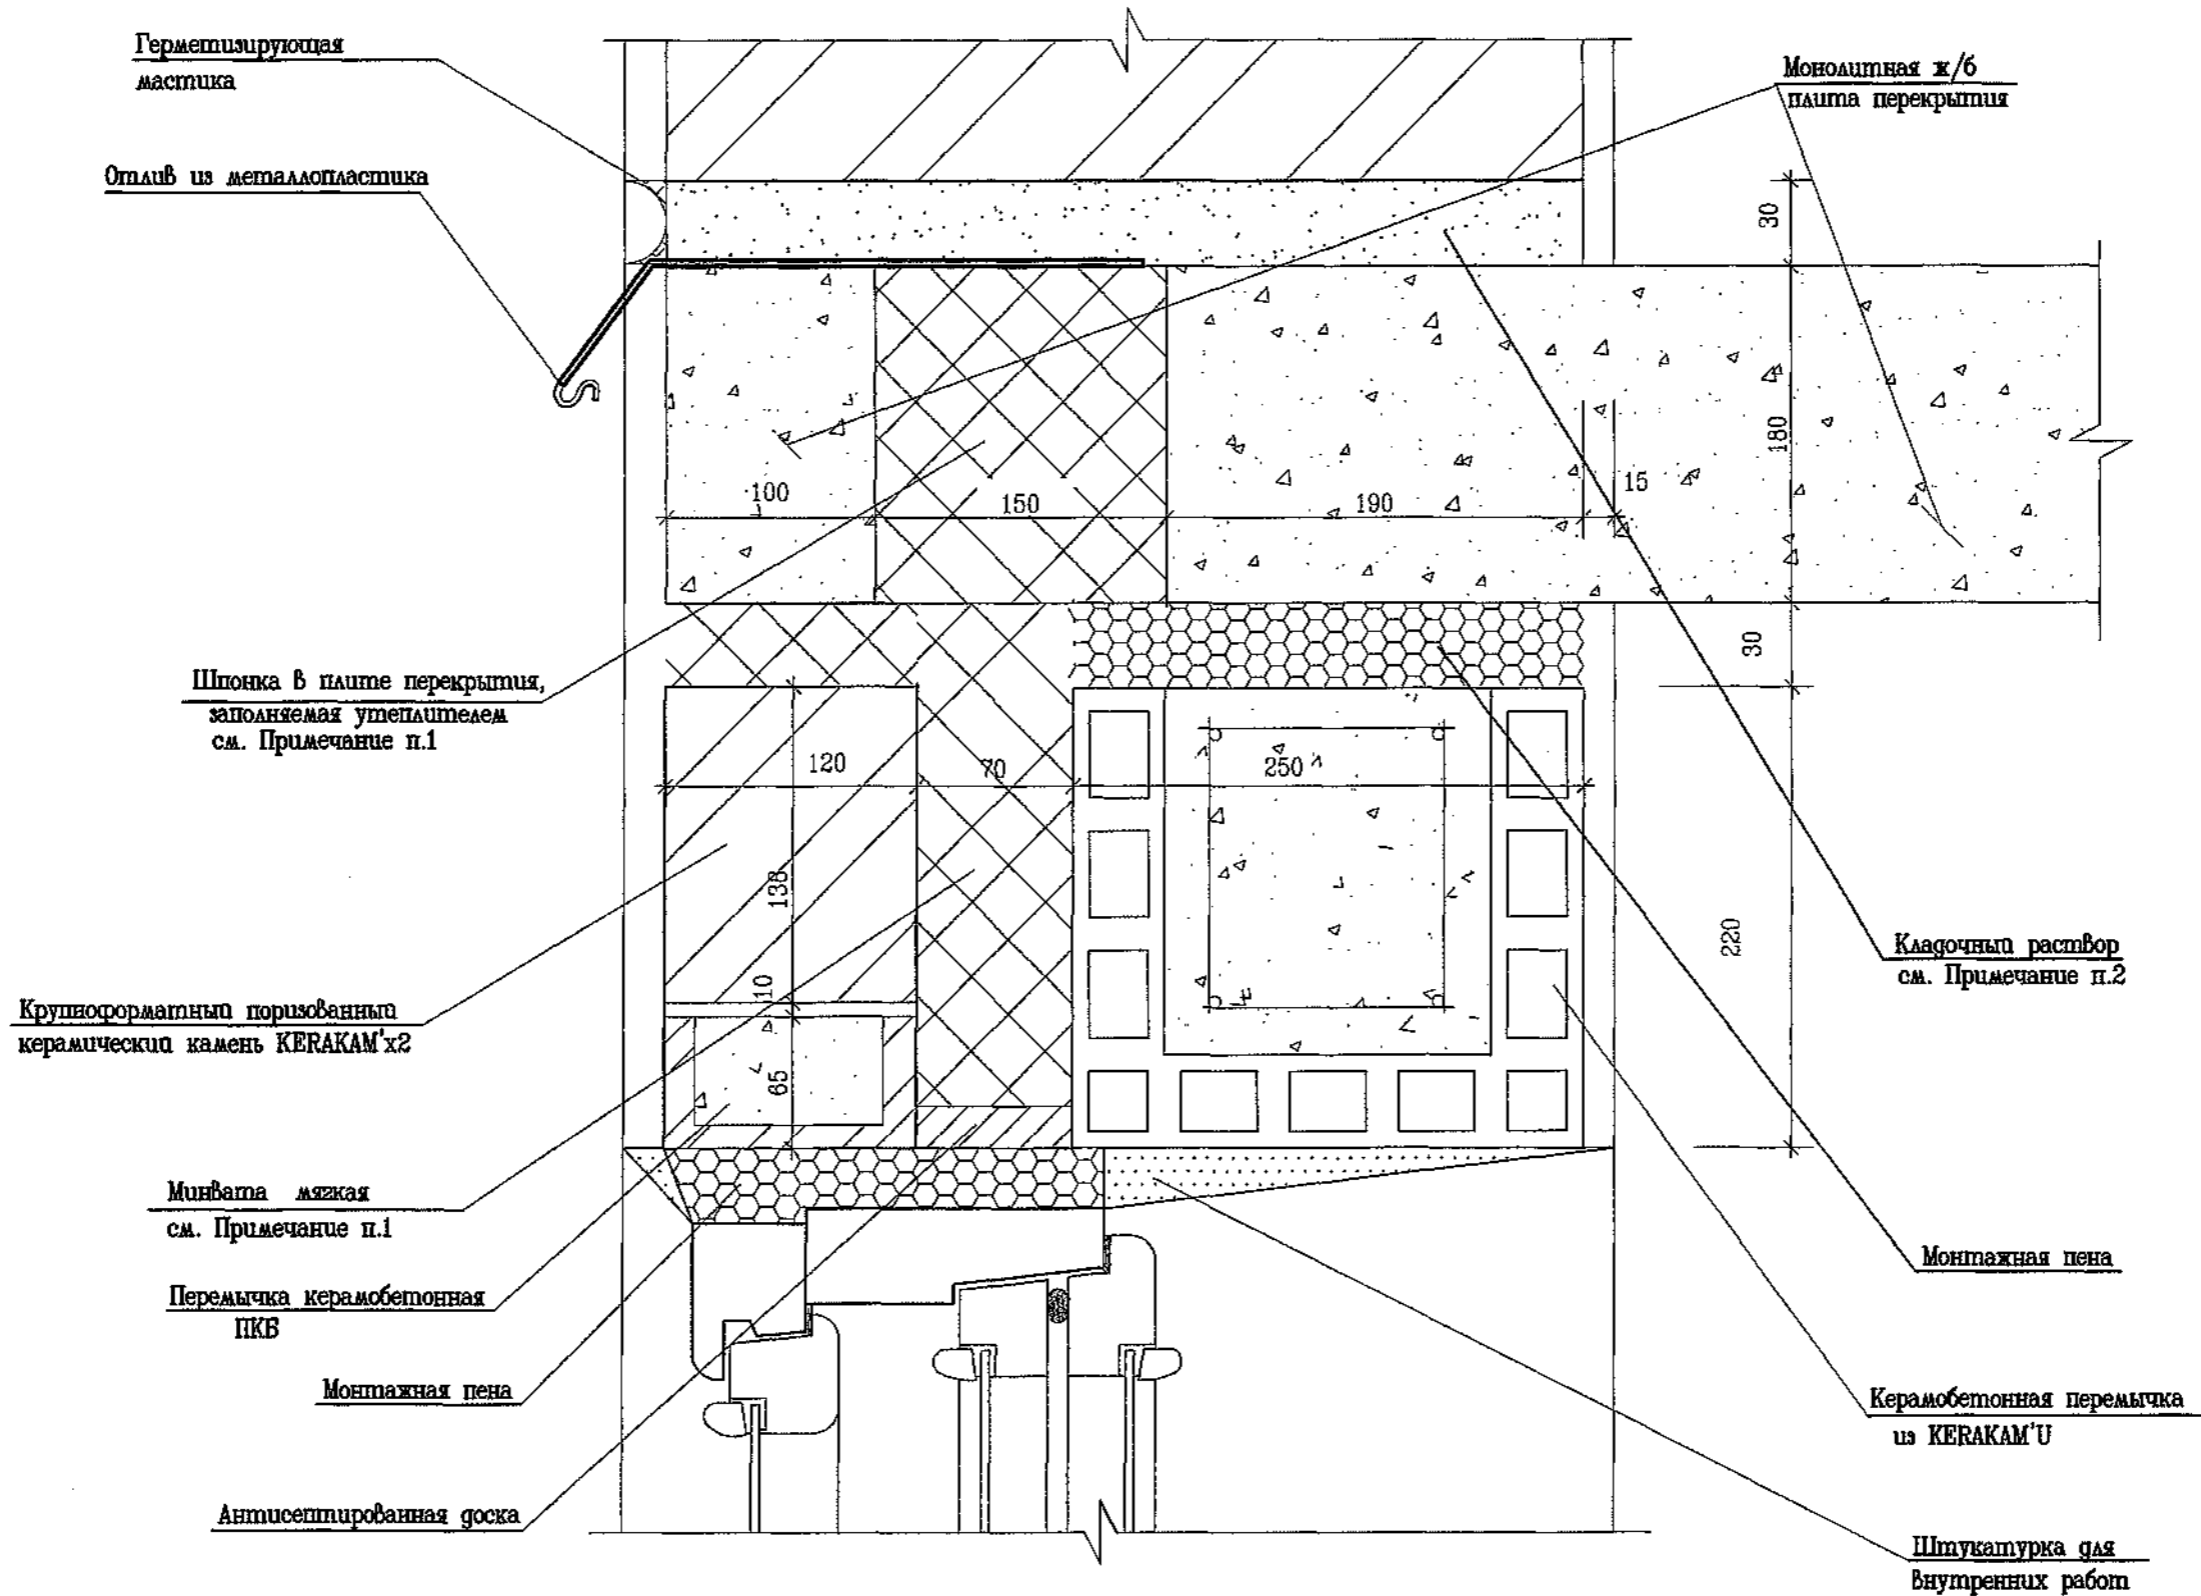 Герметизирующая
мастика
Отлив из металлопластика
Монолитная ж/б
плита перекрытия
30
180
15
100
150
190
30
Шпонка в плите перекрытия,
заполняемая утеплителем
см. Примечание п.1
120
70
250
138
10
65
220
Кладочный раствор
см. Примечание п.2
Крупноформатный поризованный
керамический камень KERAKAM'x2
Минвата мягкая
см. Примечание п.1
Монтажная пена
Перемычка керамобетонная
ПКБ
Монтажная пена
Керамобетонная перемычка
из KERAKAM'U
Антисептированная доска
Штукатурка для
внутренних работ